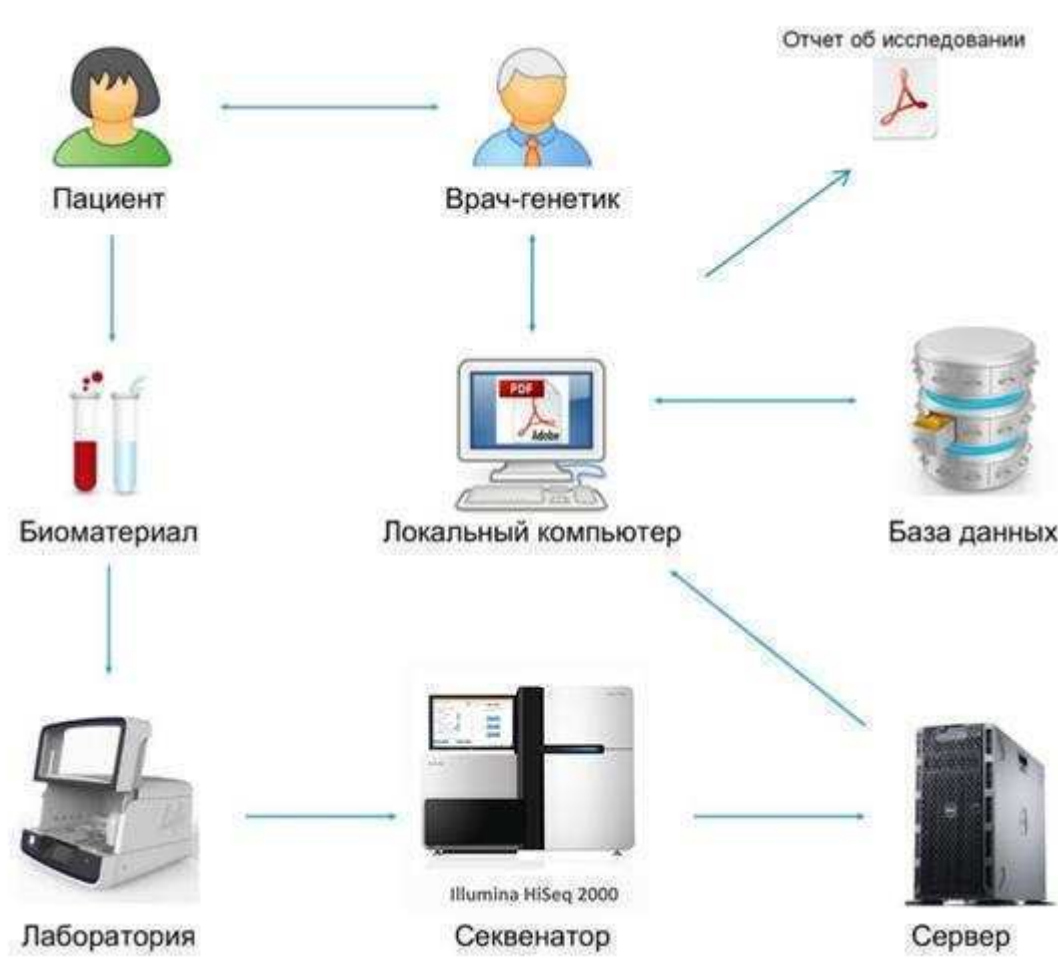 Отчет об исследовании
Пациент
Врач-генетик
PDF
Adobe
Биоматериал
Локальный компьютер
База данных
Illumina HiSeq 2000
Лаборатория
Секвенатор
Сервер